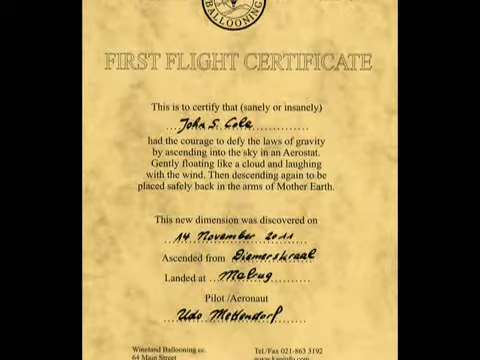 BALLOONING
FIRST FLIGHT CERTIFICATE
This is to certify that (sanely or insanely)
John S. Cole
had the courage to defy the laws of gravity
by ascending into the sky in an Aerostat.
Gently floating like a cloud and laughing
with the wind. Then descending again to be
placed safely back in the arms of Mother Earth.
This new dimension was discovered on
14 November 2011
Ascended from Diemerskraal
Landed at
Pilot /Aeronaut
Udo Mettendorf
Wineland Ballooning cc. Tel./Fax 021-863 3192
64 Main Street